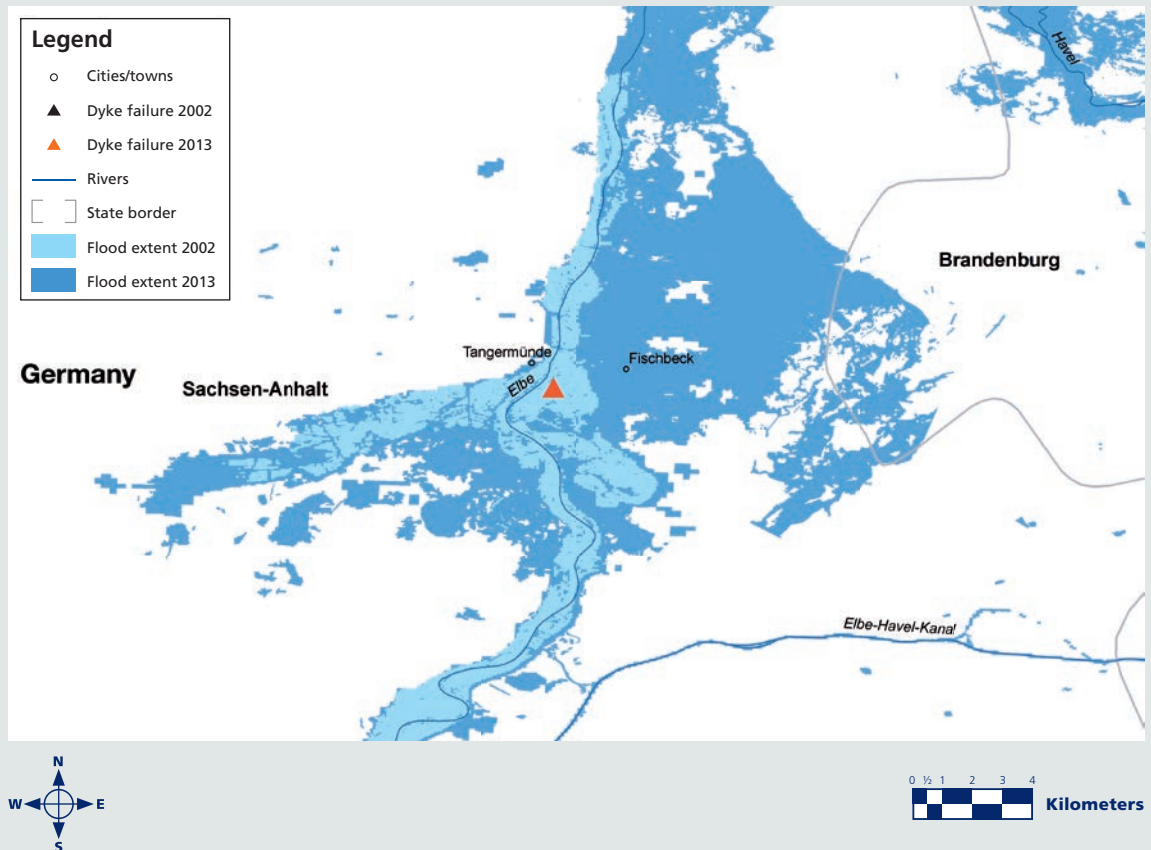 Legend
Cities/towns
Dyke failure 2002
Dyke failure 2013
Rivers
State border
Flood extent 2002
Flood extent 2013
Havel
Brandenburg
Tangermünde
Fischbeck
Germany
Sachsen-Anhalt
Elbe
Elbe-Havel-Kanal
N
W E
S
0 ½ 1 2 3 4
Kilometers